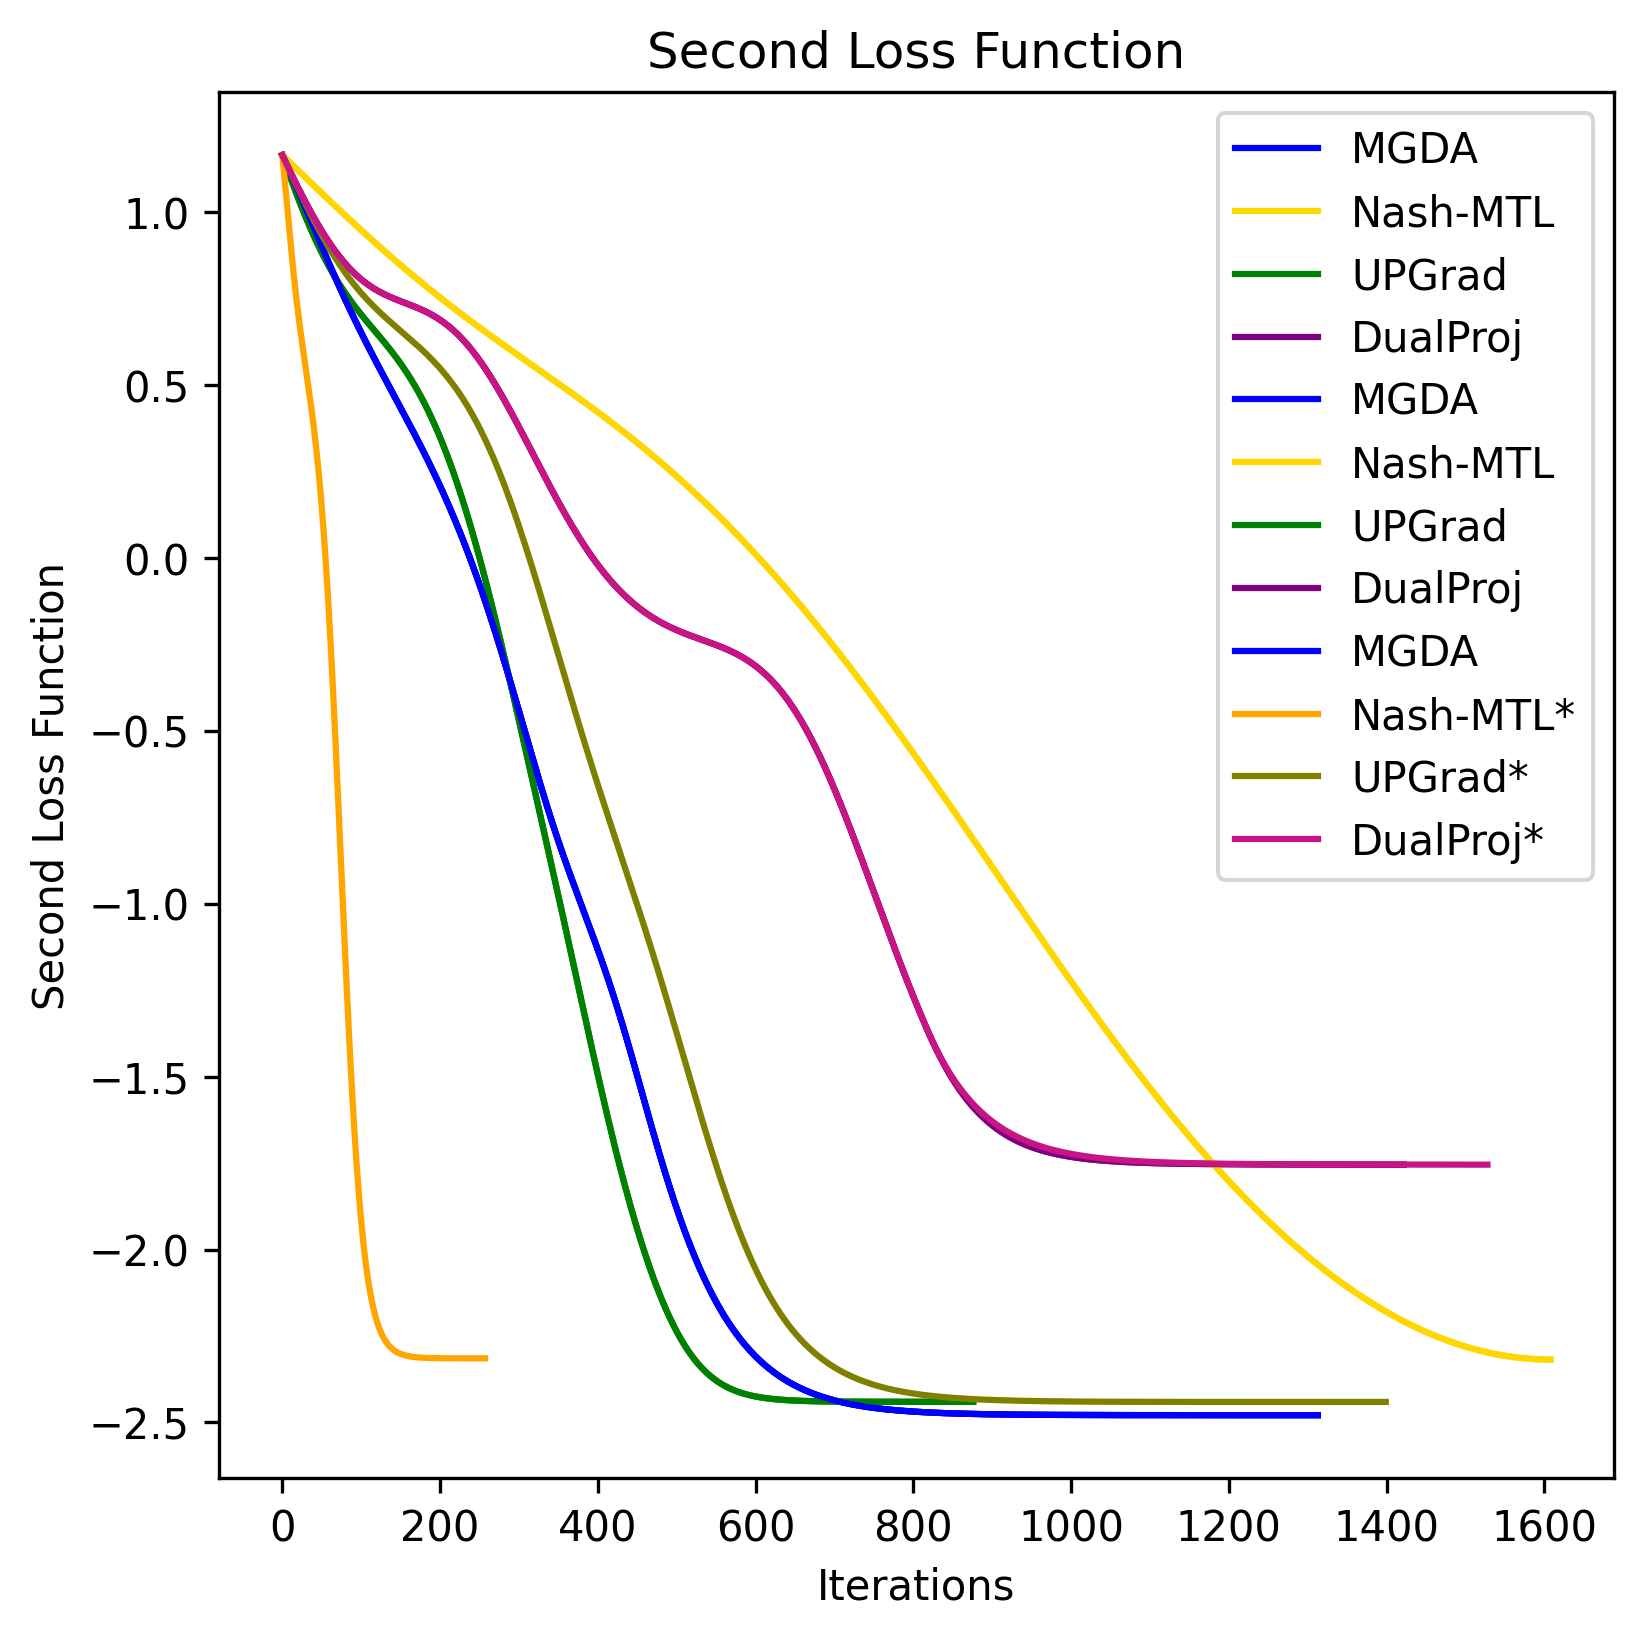 Second Loss Function
MGDA
Nash-MTL
UPGrad
DualProj
MGDA
Nash-MTL
UPGrad
DualProj
MGDA
Nash-MTL*
UPGrad*
DualProj*
Second Loss Function
1.0
0.5
0.0
−0.5
−1.0
−1.5
−2.0
−2.5
0 200 400 600 800 1000 1200 1400 1600
Iterations